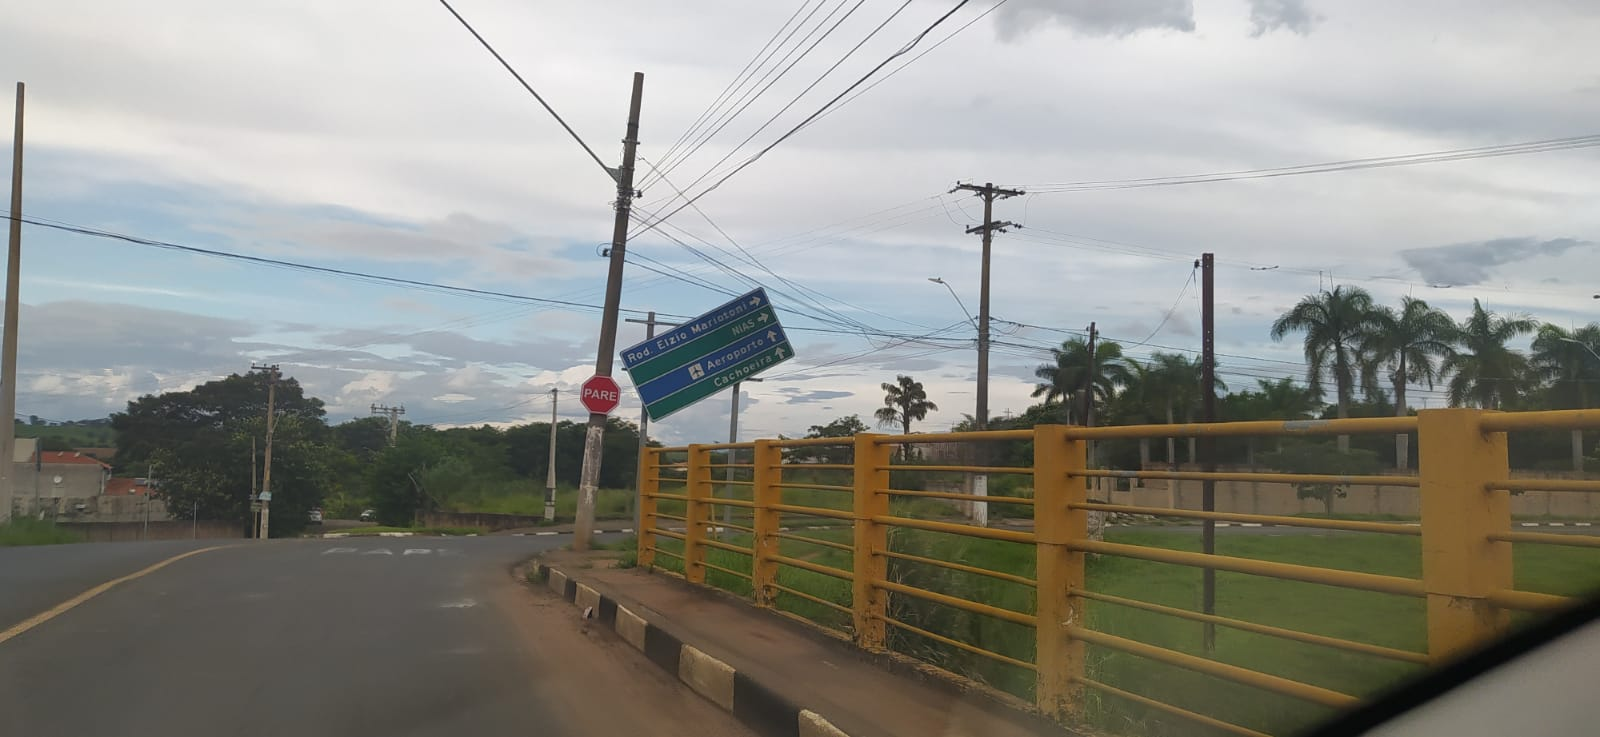 Rod. Elzio Mariotoni
NIAS
Aeroporto
Cachoeira
PARE
PARE